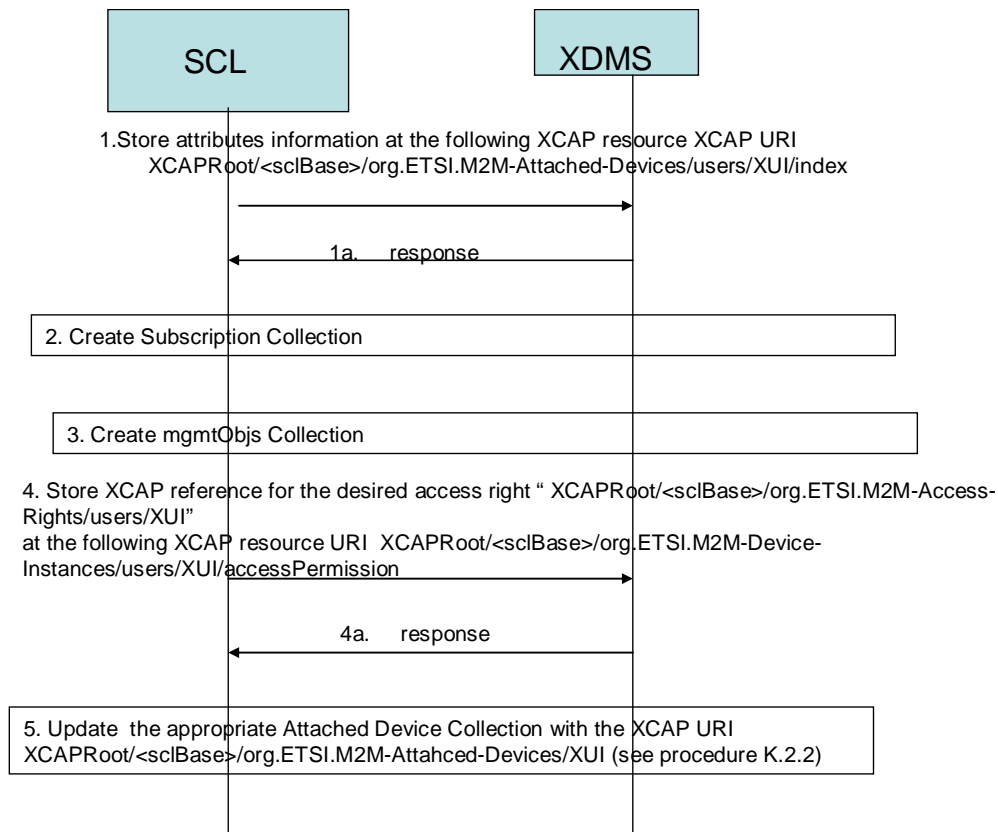 SCL
XDMS
1.Store attributes information at the following XCAP resource XCAP URI
XCAPRoot/<sclBase>/org.ETSI.M2M-Attached-Devices/users/XUI/index
1a. response
2. Create Subscription Collection
3. Create mgmtObjs Collection
4. Store XCAP reference for the desired access right “ XCAPRoot/<sclBase>/org.ETSI.M2M-Access-
Rights/users/XUI”
at the following XCAP resource URI XCAPRoot/<sclBase>/org.ETSI.M2M-Device-
Instances/users/XUI/accessPermission
4a. response
5. Update the appropriate Attached Device Collection with the XCAP URI
XCAPRoot/<sclBase>/org.ETSI.M2M-Attahced-Devices/XUI (see procedure K.2.2)